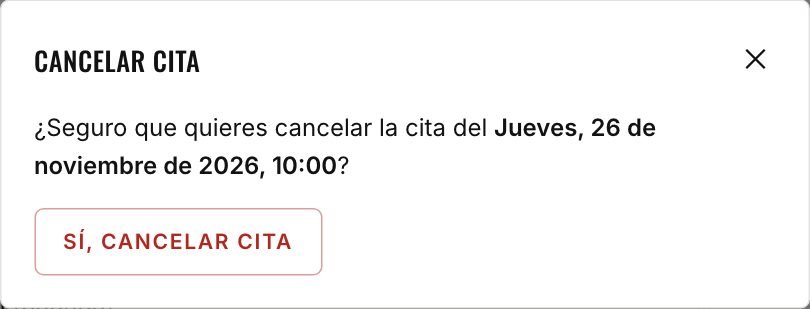 CANCELAR CITA
¿Seguro que quieres cancelar la cita del Jueves, 26 de
noviembre de 2026, 10:00?
SÍ, CANCELAR CITA